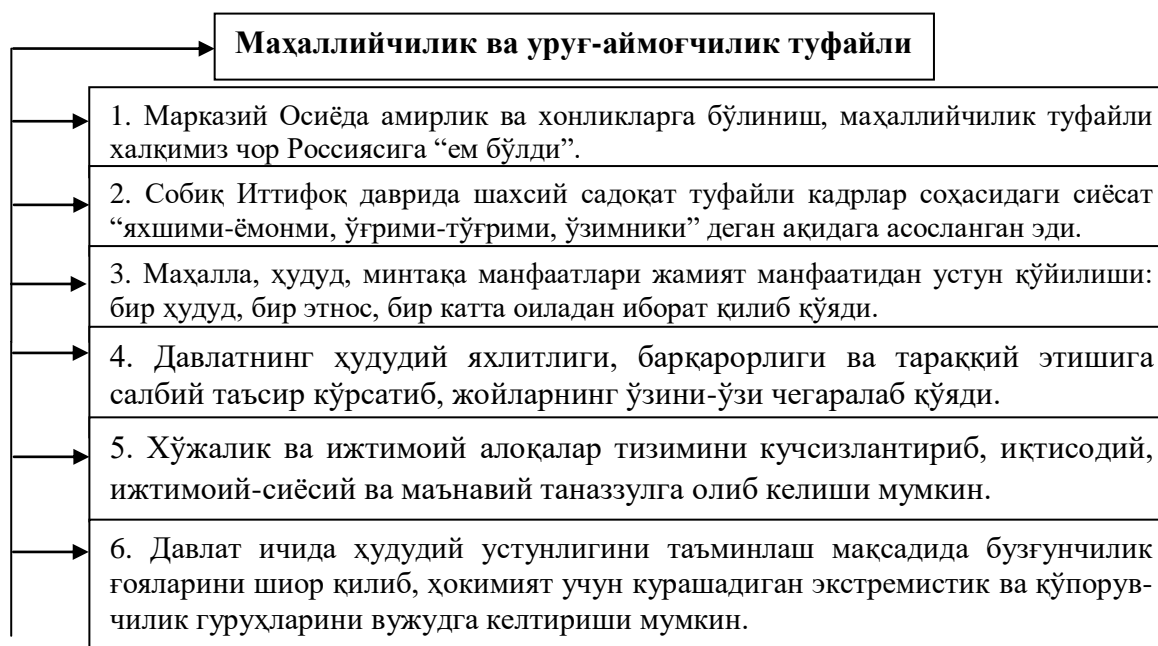 Маҳаллийчилик ва уруғ-аймоғчилик туфайли
1. Марказий Осиёда амирлик ва хонликларга бўлиниш, маҳаллийчилик туфайли
халқимиз чор Россиясига “ем бўлди”.
2. Собиқ Иттифоқ даврида шахсий садоқат туфайли кадрлар соҳасидаги сиёсат
“яхшими-ёмонми, ўғрими-тўғрими, ўзимники” деган ақидага асосланган эди.
3. Маҳалла, ҳудуд, минтақа манфаатлари жамият манфаатидан устун қўйилиши:
бир ҳудуд, бир этнос, бир катта оиладан иборат қилиб қўяди.
4. Давлатнинг ҳудудий яхлитлиги, барқарорлиги ва тараққий этишига
салбий таъсир кўрсатиб, жойларнинг ўзини-ўзи чегаралаб қўяди.
5. Хўжалик ва ижтимоий алоқалар тизимини кучсизлантириб, иқтисодий,
ижтимоий-сиёсий ва маънавий таназзулга олиб келиши мумкин.
6. Давлат ичида ҳудудий устунлигини таъминлаш мақсадида бузғунчилик
ғояларини шиор қилиб, ҳокимият учун курашадиган экстремистик ва қўпорув-
чилик гуруҳларини вужудга келтириши мумкин.